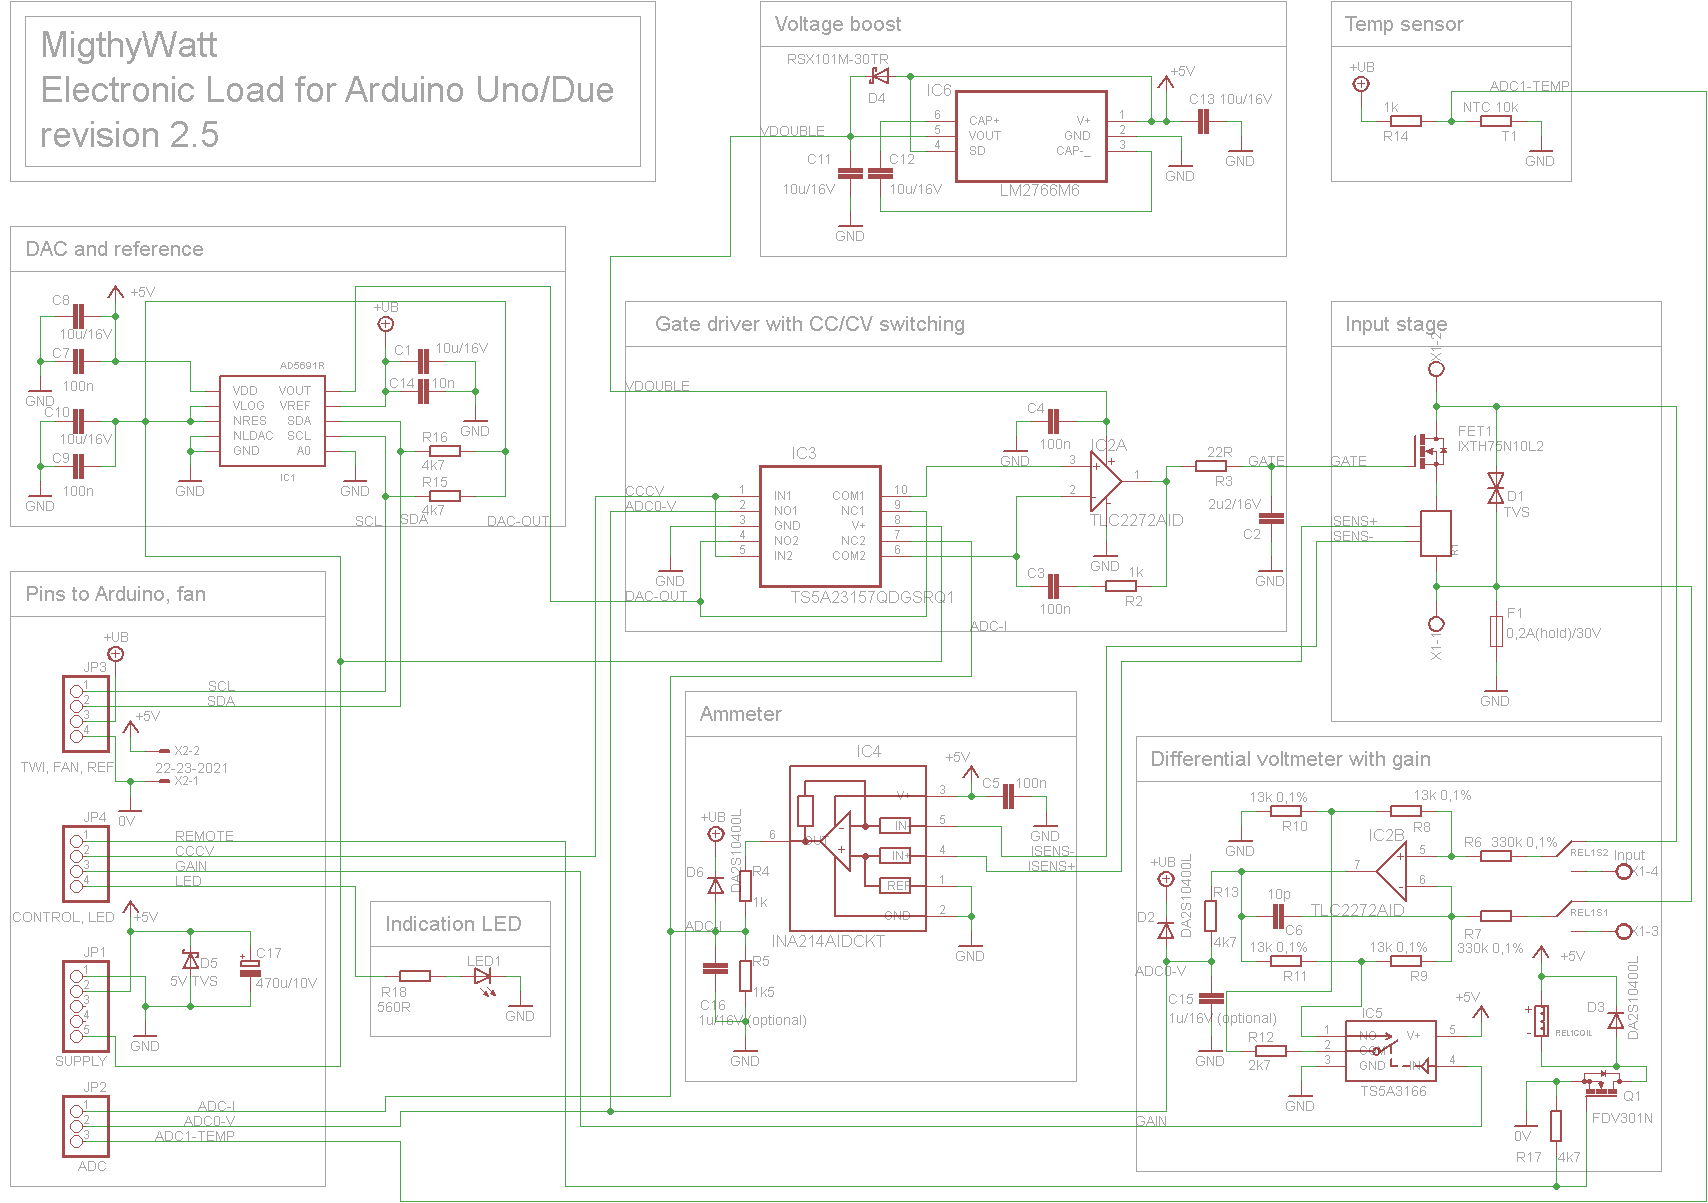 MigthyWatt
Electronic Load for Arduino Uno/Due
revision 2.5
Voltage boost
RSX101M-30TR
D4
VDOUBLE
IC6
+5V
C13 10u/16V
6 CAP+ V+ 1
5 VOUT GND 2
4 SD CAP-_ 3
LM2766M6
C11
10u/16V
C12
10u/16V
GND
GND
GND
Temp sensor
+UB
1k
R14
ADC1-TEMP
NTC 10k
T1
GND
DAC and reference
C8
10u/16V
C7
100n
GND
C10
10u/16V
C9
100n
GND
+5V
AD5691R
VDD VOUT
VLOG VREF
NRES SDA
NLDAC SCL
GND A0
IC1
GND
GND
+UB
C1 10u/16V
C14 10n
GND
R16
4k7
R15
4k7
SCL SDA DAC-OUT
Gate driver with CC/CV switching
VDOUBLE
C4
100n
GND
IC2A
3
2
1
TLC2272AID
GND
22R
R3
GATE
2u2/16V
C2
GND
IC3
CCCV
ADC0-V
1 IN1 COM1 10
2 NO1 NC1 9
3 GND V+ 8
4 NO2 NC2 7
5 IN2 COM2 6
TS5A23157QDGSRQ1
GND
DAC-OUT
C3
100n
1k
R2
ADC-I
Input stage
X1-2
FET1
IXTH75N10L2
GATE
D1
TVS
SENS+
SENS-
R1
X1-1
F1
0,2A(hold)/30V
GND
Pins to Arduino, fan
+UB
JP3
1
2
3
4
SCL
SDA
+5V
X2-2
22-23-2021
X2-1
TWI, FAN, REF
0V
JP4
1
2
3
4
REMOTE
CCCV
GAIN
LED
CONTROL, LED
+5V
JP1
1
2
3
4
5
D5
5V TVS
C17
470u/10V
GND
SUPPLY
JP2
1
2
3
ADC-I
ADC0-V
ADC1-TEMP
ADC
Indication LED
R18
560R
LED1
GND
Ammeter
IC4
+UB
D6
DA2S10400L
R4
1k
ADC-I
R5
1k5
C16
1u/16V (optional)
GND
6
OUT
V+ 3
IN- 5
IN+ 4
REF 1
GND 2
INA214AIDCKT
+5V
C5 100n
GND
ISENS-
ISENS+
GND
Differential voltmeter with gain
13k 0,1%
R10
13k 0,1%
R8
GND
IC2B
5
6
7
TLC2272AID
R6 330k 0,1%
R7
330k 0,1%
REL1S2
REL1S1
Input
X1-4
X1-3
+UB
D2
DA2S10400L
R13
4k7
10p
C6
13k 0,1%
R11
13k 0,1%
R9
ADC0-V
C15
1u/16V (optional)
GND
R12
2k7
IC5
1 NO V+ 5
2 COM
3 GND IN 4
TS5A3166
+5V
GND
GAIN
+5V
REL1COIL
D3
DA2S10400L
Q1
FDV301N
0V
R17 4k7